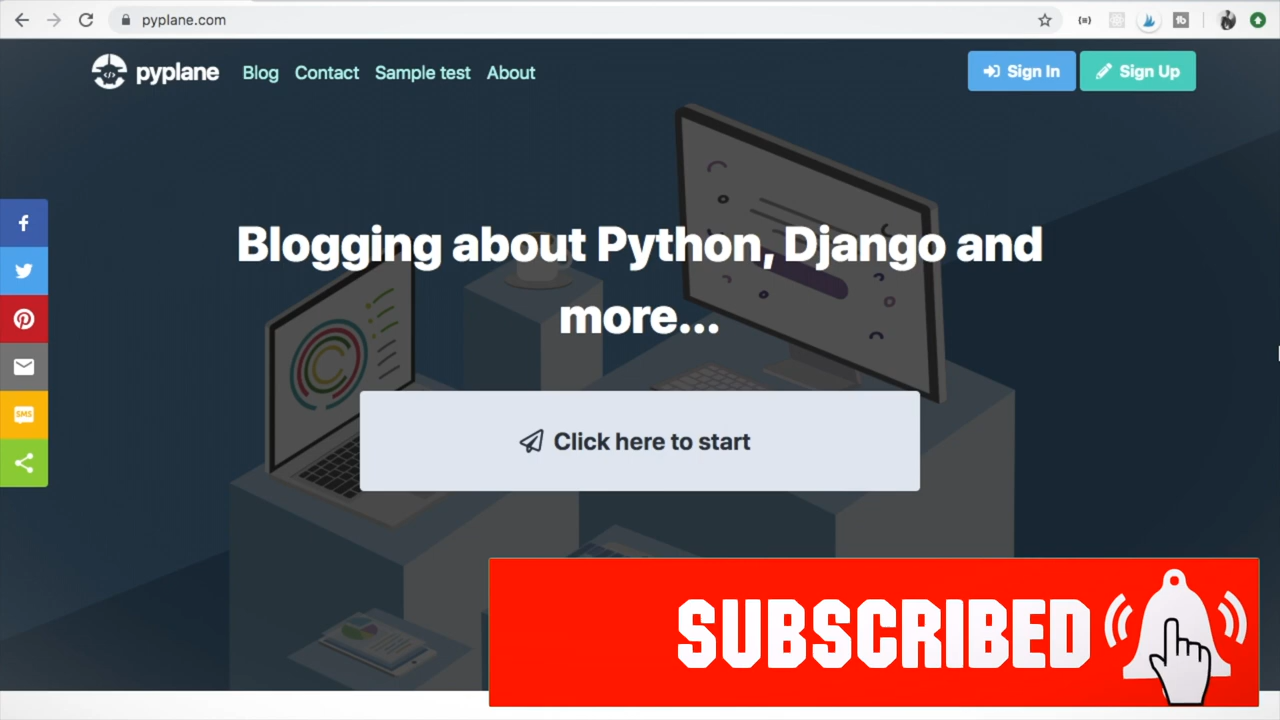 pyplane.com
pyplane Blog Contact Sample test About Sign In Sign Up
Blogging about Python, Django and
more...
Click here to start
SMS
SUBSCRIBED